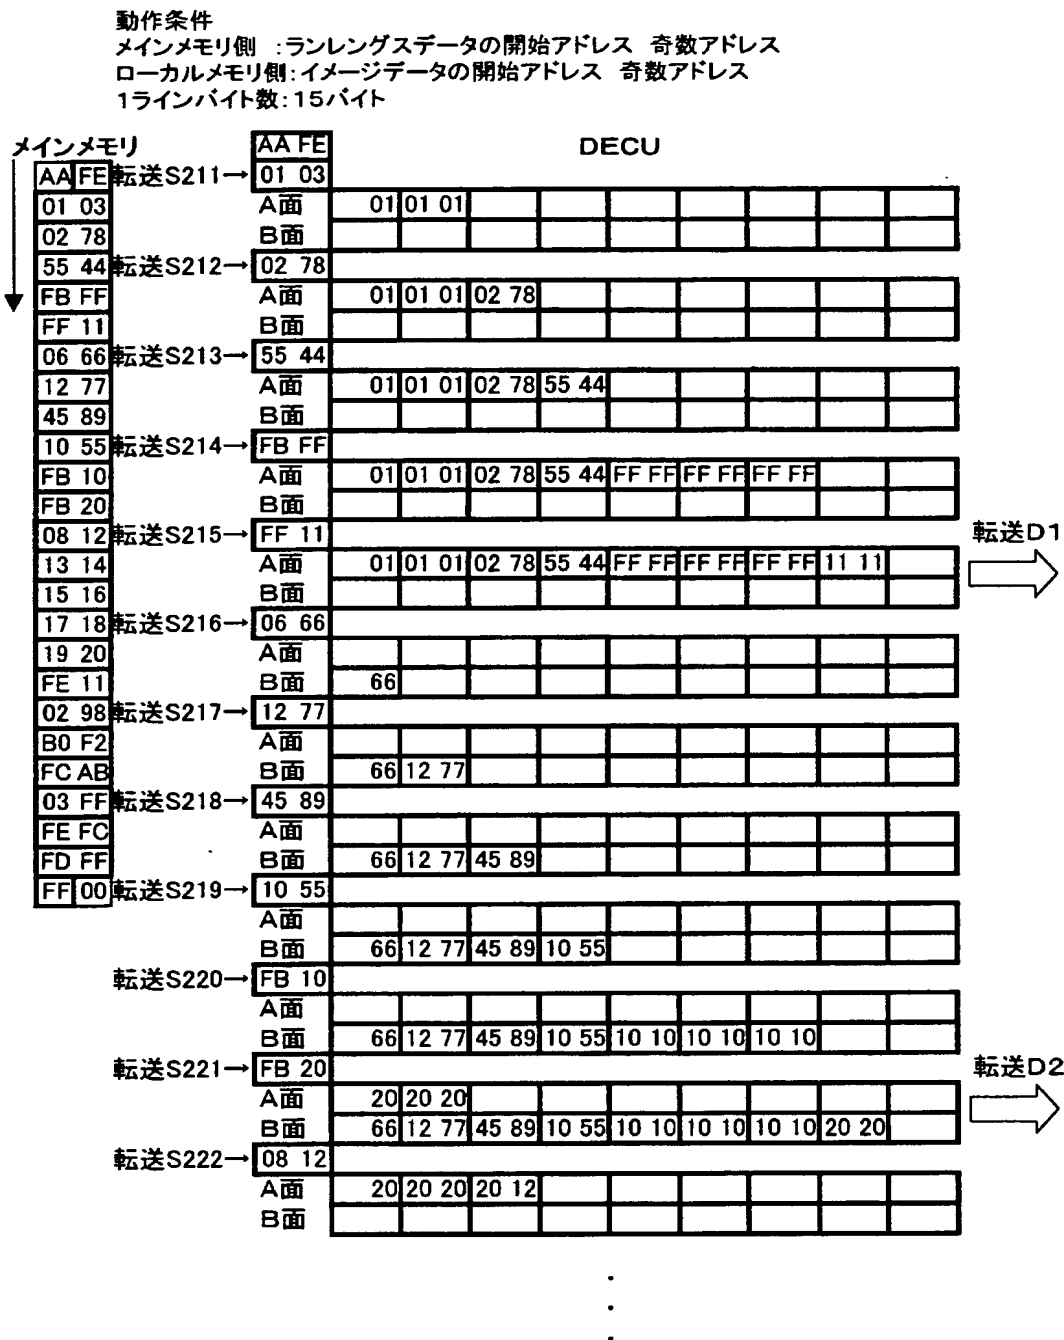 動作条件
メインメモリ側 :ランレングスデータの開始アドレス 奇数アドレス
ローカルメモリ側:イメージデータの開始アドレス 奇数アドレス
1ラインバイト数:15バイト
メインメモリ
AA FE
01 03
02 78
55 44
FB FF
FF 11
06 66
12 77
45 89
10 55
FB 10
FB 20
08 12
13 14
15 16
17 18
19 20
FE 11
02 98
B0 F2
FC AB
03 FF
FE FC
FD FF
FF 00
DECU
AA FE
転送S211→ 01 03
A面 01 01 01
B面
転送S212→ 02 78
A面 01 01 01 02 78
B面
転送S213→ 55 44
A面 01 01 01 02 78 55 44
B面
転送S214→ FB FF
A面 01 01 01 02 78 55 44 FF FF FF FF FF FF
B面
転送S215→ FF 11
A面 01 01 01 02 78 55 44 FF FF FF FF FF FF 11 11
B面
転送D1
転送S216→ 06 66
A面
B面 66
転送S217→ 12 77
A面
B面 66 12 77
転送S218→ 45 89
A面
B面 66 12 77 45 89
転送S219→ 10 55
A面
B面 66 12 77 45 89 10 55
転送S220→ FB 10
A面
B面 66 12 77 45 89 10 55 10 10 10 10 10 10
転送S221→ FB 20
A面 20 20 20
B面 66 12 77 45 89 10 55 10 10 10 10 10 10 20 20
転送D2
転送S222→ 08 12
A面 20 20 20 20 12
B面